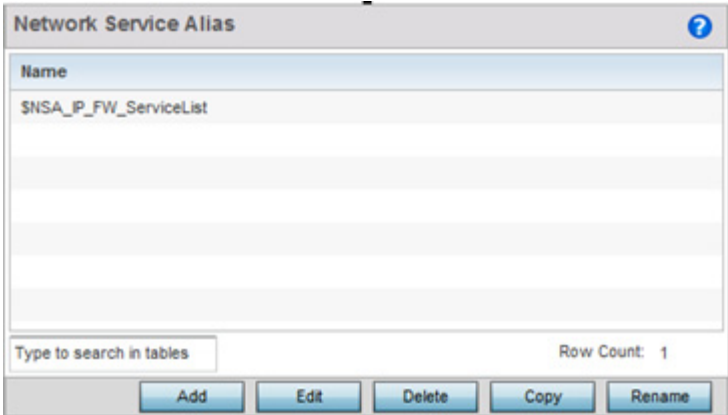 Network Service Alias
?
Name
$NSA_IP_FW_ServiceList
Type to search in tables
Row Count: 1
Add Edit Delete Copy Rename